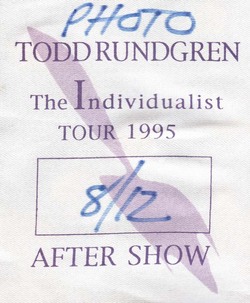 PHOTO
TODD RUNDGREN
The Individualist
TOUR 1995
8/12
AFTER SHOW